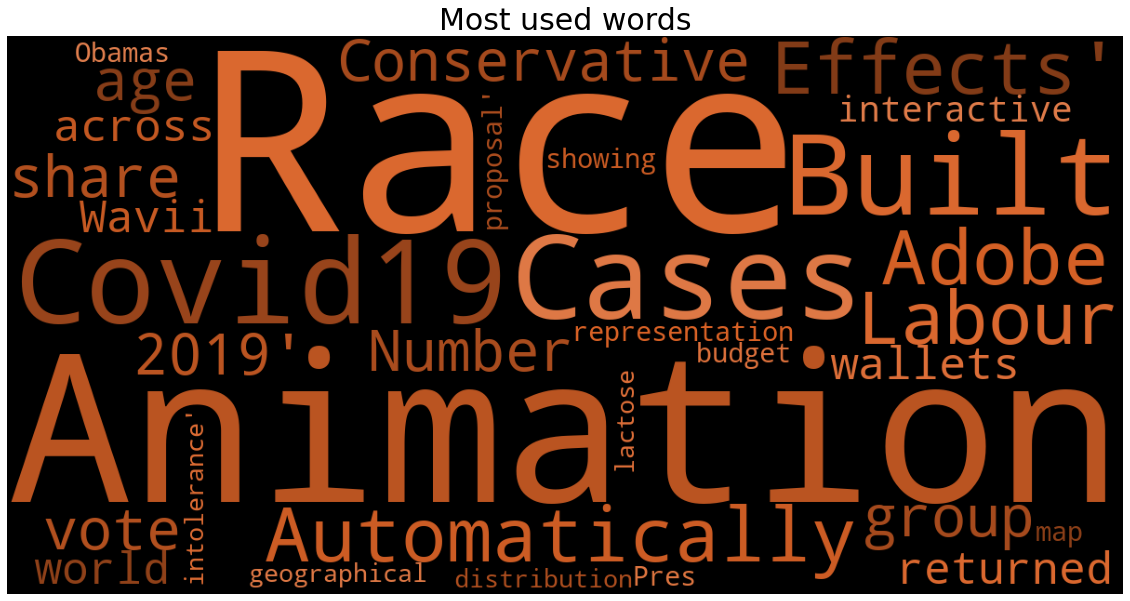 Most used words
Obamas
Conservative
Effects'
age
Race
interactive
across
proposal'
showing
Built
share
Wavii
Covid19
Cases
Adobe
Labour
2019'
Number
representation
budget
wallets
Animation
lactose
intolerance'
vote
Automatically
group
map
world
geographical
distribution
Pres
returned